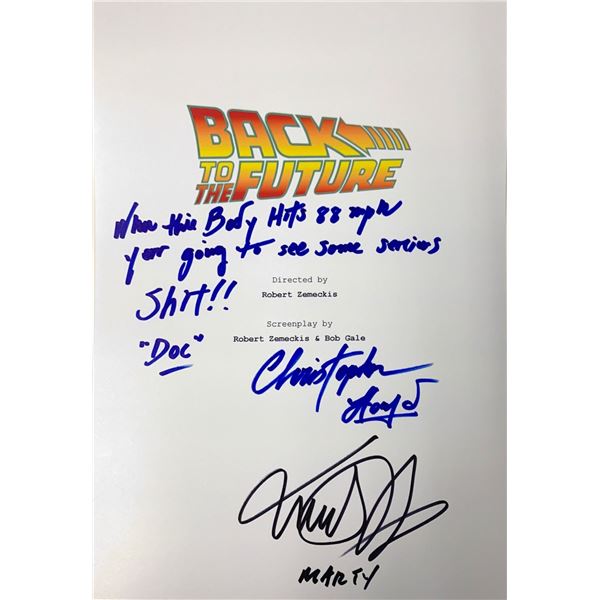 BACK
TO THE FUTURE
When this Body Hits 88 mph
your going to see some serious
Shit!!
"Doc"
Directed by
Robert Zemeckis
Screenplay by
Robert Zemeckis & Bob Gale
Christopher
Lloyd
MARTY